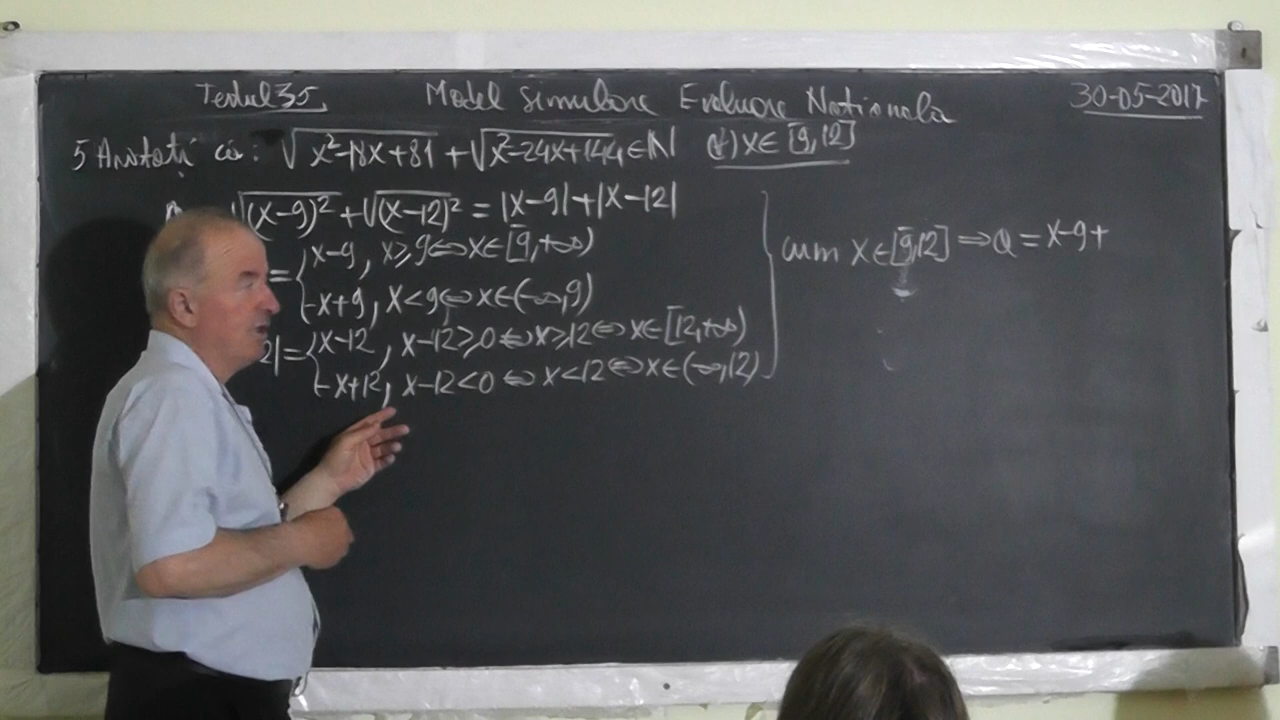 Testul 35 Model Simulare Evaluare Nationala 30-05-2017
5 Arătați că: √x²-18x+81 + √x²-24x+144 ∈ ℕ (∀) x∈[9,12]
√(x-9)² + √(x-12)² = |x-9|+|x-12|
= { x-9, x≥9 ⇔ x∈[9,+∞)
-x+9, x<9 ⇔ x∈(-∞,9)
2|= { x-12, x-12≥0 ⇔ x≥12 ⇔ x∈[12,+∞)
-x+12, x-12<0 ⇔ x<12 ⇔ x∈(-∞,12)
cum x∈[9,12] ⇒ a = x-9+